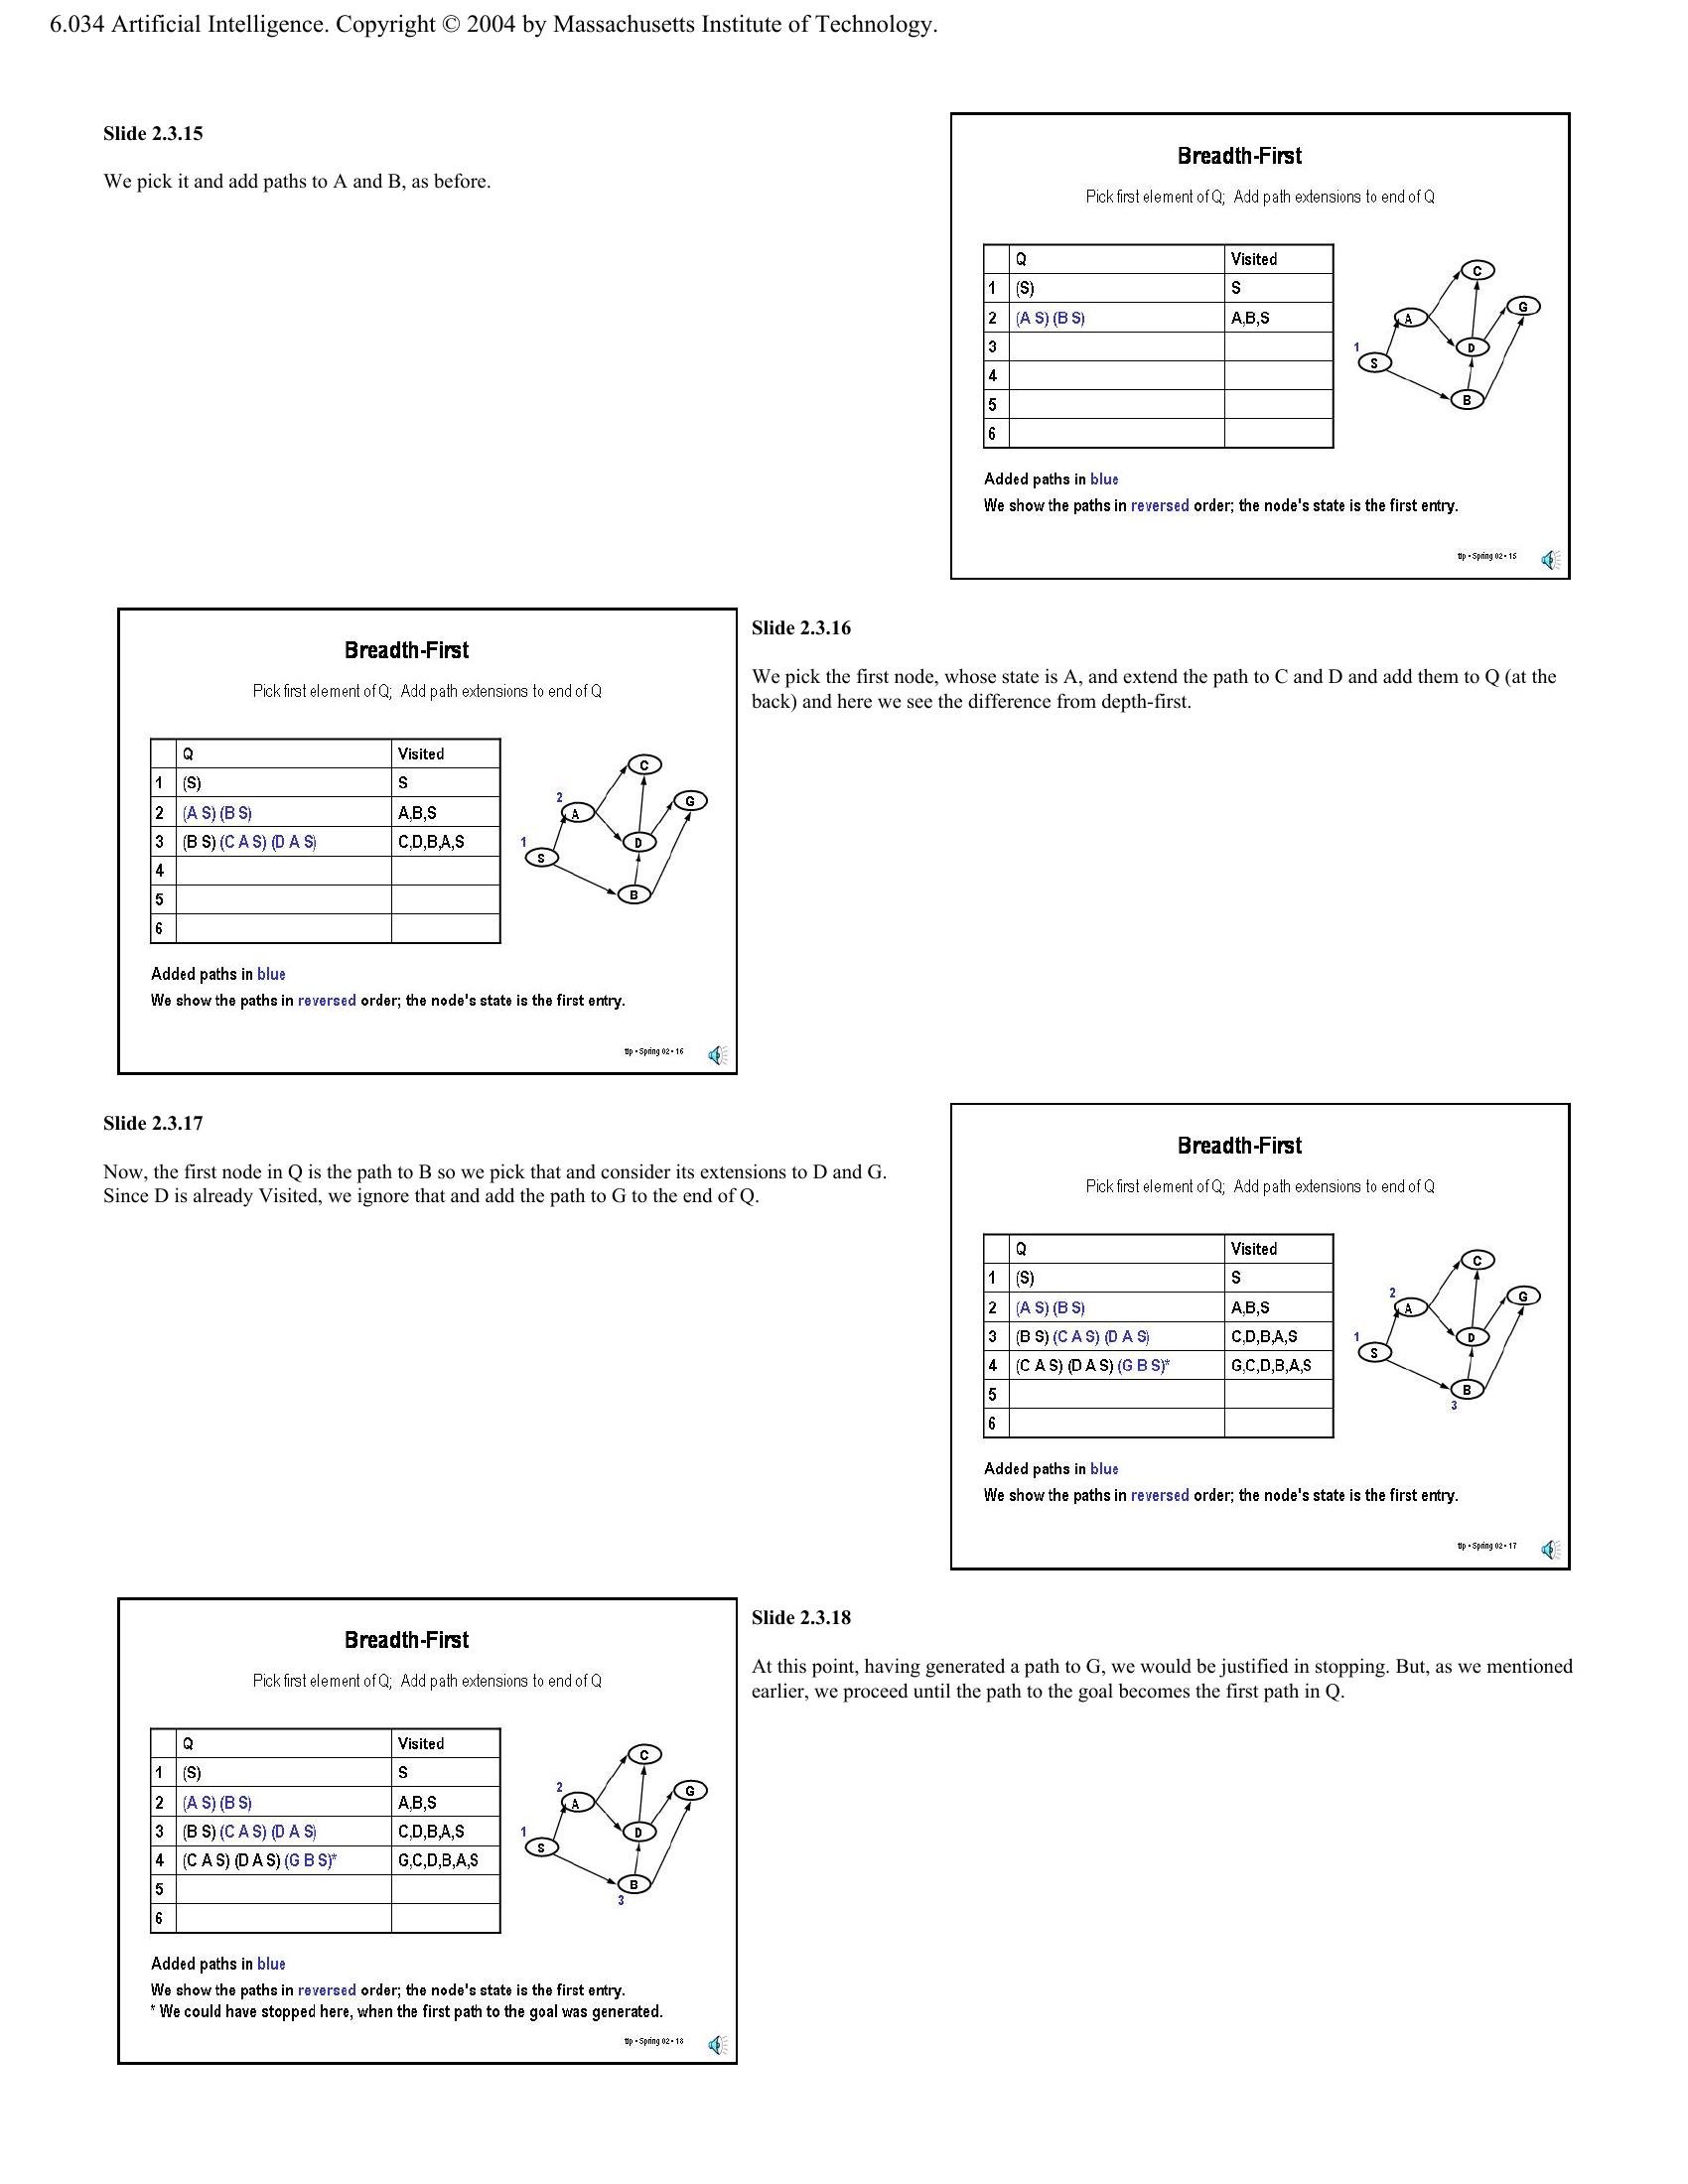 6.034 Artificial Intelligence. Copyright © 2004 by Massachusetts Institute of Technology.
Slide 2.3.15
We pick it and add paths to A and B, as before.
Breadth-First
Pick first element of Q; Add path extensions to end of Q
Q Visited
1 (S) S
2 (A S) (B S) A,B,S
3
4
5
6
C
G
A
D
1
S
B
Added paths in blue
We show the paths in reversed order; the node's state is the first entry.
tlp • Spring 02 • 15
Breadth-First
Pick first element of Q; Add path extensions to end of Q
Q Visited
1 (S) S
2 (A S) (B S) A,B,S
3 (B S) (C A S) (D A S) C,D,B,A,S
4
5
6
C
2
G
A
1
D
S
B
Added paths in blue
We show the paths in reversed order; the node's state is the first entry.
tlp • Spring 02 • 16
Slide 2.3.16
We pick the first node, whose state is A, and extend the path to C and D and add them to Q (at the
back) and here we see the difference from depth-first.
Slide 2.3.17
Now, the first node in Q is the path to B so we pick that and consider its extensions to D and G.
Since D is already Visited, we ignore that and add the path to G to the end of Q.
Breadth-First
Pick first element of Q; Add path extensions to end of Q
Q Visited
1 (S) S
2 (A S) (B S) A,B,S
3 (B S) (C A S) (D A S) C,D,B,A,S
4 (C A S) (D A S) (G B S)* G,C,D,B,A,S
5
6
C
2
G
A
1
D
S
B
3
Added paths in blue
We show the paths in reversed order; the node's state is the first entry.
tlp • Spring 02 • 17
Breadth-First
Pick first element of Q; Add path extensions to end of Q
Q Visited
1 (S) S
2 (A S) (B S) A,B,S
3 (B S) (C A S) (D A S) C,D,B,A,S
4 (C A S) (D A S) (G B S)* G,C,D,B,A,S
5
6
C
2
G
A
1
D
S
B
3
Added paths in blue
We show the paths in reversed order; the node's state is the first entry.
* We could have stopped here, when the first path to the goal was generated.
tlp • Spring 02 • 18
Slide 2.3.18
At this point, having generated a path to G, we would be justified in stopping. But, as we mentioned
earlier, we proceed until the path to the goal becomes the first path in Q.